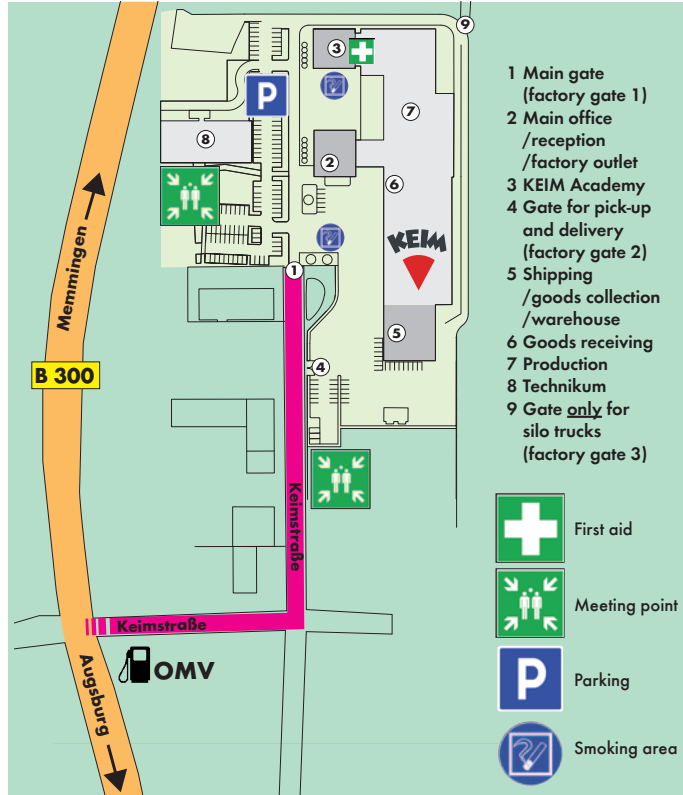 9
3
P
7
8
2
6
KEIM
1
5
4
Memmingen
B 300
Keimstraße
Keimstraße
OMV
Augsburg
1 Main gate
(factory gate 1)
2 Main office
/reception
/factory outlet
3 KEIM Academy
4 Gate for pick-up
and delivery
(factory gate 2)
5 Shipping
/goods collection
/warehouse
6 Goods receiving
7 Production
8 Technikum
9 Gate only for
silo trucks
(factory gate 3)
First aid
Meeting point
P
Parking
Smoking area